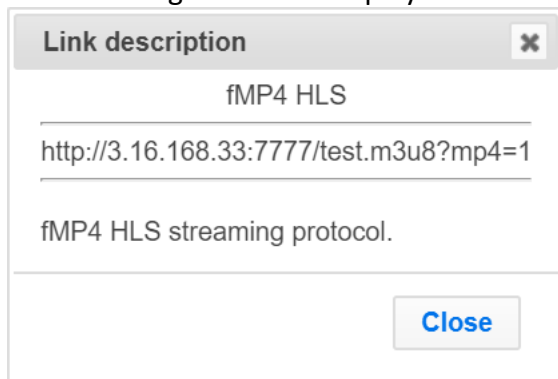 Link description
fMP4 HLS
http://3.16.168.33:7777/test.m3u8?mp4=1
fMP4 HLS streaming protocol.
Close